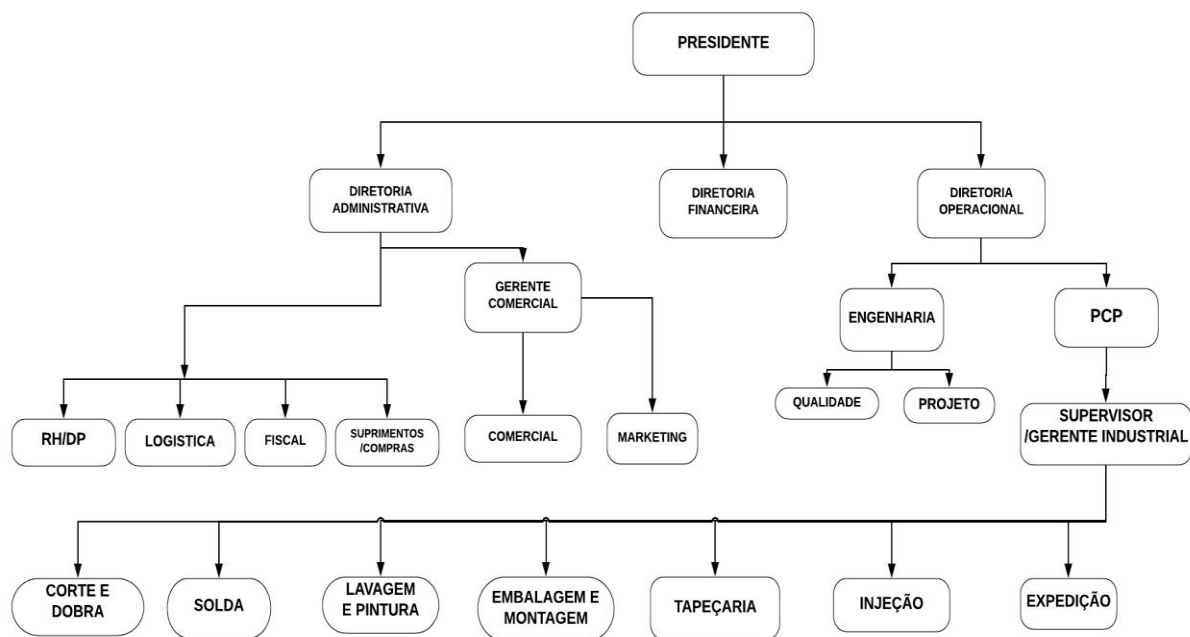 PRESIDENTE
DIRETORIA
ADMINISTRATIVA
DIRETORIA
FINANCEIRA
DIRETORIA
OPERACIONAL
GERENTE
COMERCIAL
ENGENHARIA
PCP
QUALIDADE
PROJETO
SUPERVISOR
/GERENTE INDUSTRIAL
RH/DP
LOGISTICA
FISCAL
SUPRIMENTOS
/COMPRAS
COMERCIAL
MARKETING
CORTE E
DOBRA
SOLDA
LAVAGEM
E PINTURA
EMBALAGEM E
MONTAGEM
TAPEÇARIA
INJEÇÃO
EXPEDIÇÃO